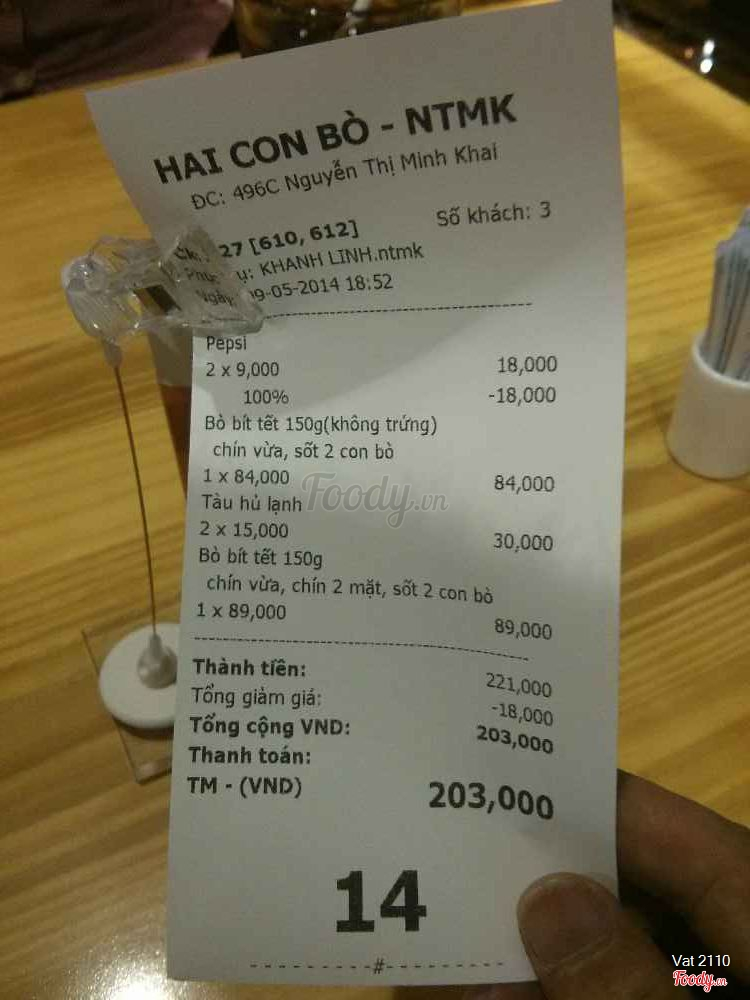 HAI CON BÒ - NTMK
ĐC: 496C Nguyễn Thị Minh Khai
Số khách: 3
27 [610, 612]
KHANH LINH.ntmk
09-05-2014 18:52
Pepsi
2 x 9,000 18,000
100% -18,000
Bò bít tết 150g(không trứng)
chín vừa, sốt 2 con bò
1 x 84,000 84,000
Tàu hủ lạnh
2 x 15,000 30,000
Bò bít tết 150g
chín vừa, chín 2 mặt, sốt 2 con bò
1 x 89,000 89,000
Thành tiền: 221,000
Tổng giảm giá: -18,000
Tổng cộng VND: 203,000
Thanh toán:
TM - (VND) 203,000
14
#
Foody.vn
Vat 2110
Foody.vn